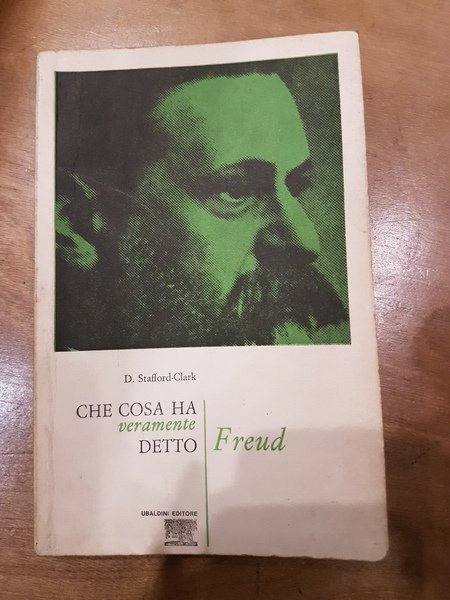 D. Stafford-Clark
CHE COSA HA
veramente
DETTO
Freud
UBALDINI EDITORE